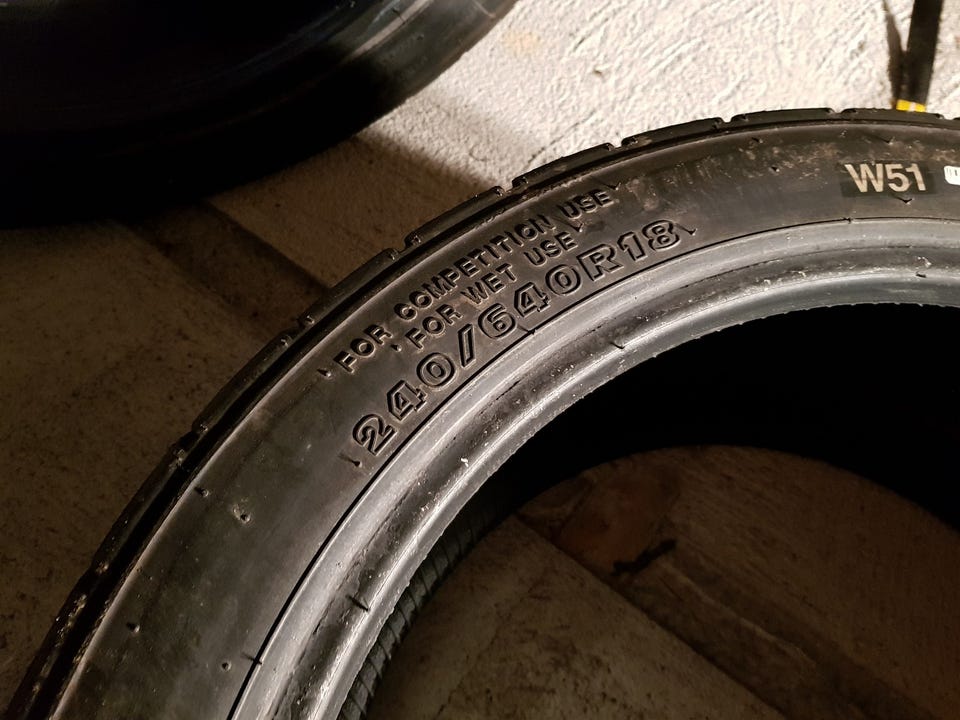 FOR COMPETITION USE
FOR WET USE
240/640R18
W51